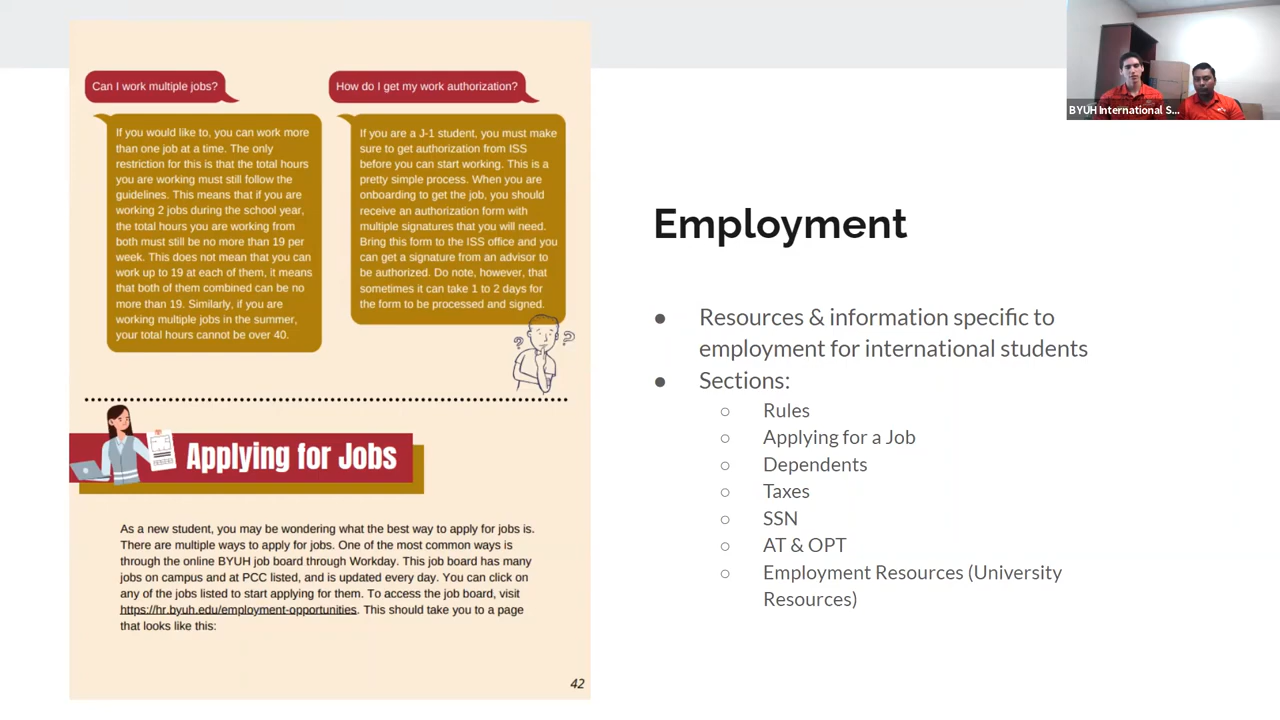 Can I work multiple jobs?
If you would like to, you can work more
than one job at a time. The only
restriction for this is that the total hours
you are working must still follow the
guidelines. This means that if you are
working 2 jobs during the school year,
the total hours you are working from
both must still be no more than 19 per
week. This does not mean that you can
work up to 19 at each of them, it means
that both of them combined can be no
more than 19. Similarly, if you are
working multiple jobs in the summer,
your total hours cannot be over 40.
How do I get my work authorization?
If you are a J-1 student, you must make
sure to get authorization from ISS
before you can start working. This is a
pretty simple process. When you are
onboarding to get the job, you should
receive an authorization form with
multiple signatures that you will need.
Bring this form to the ISS office and you
can get a signature from an advisor to
be authorized. Do note, however, that
sometimes it can take 1 to 2 days for
the form to be processed and signed.
? ?
Applying for Jobs
As a new student, you may be wondering what the best way to apply for jobs is.
There are multiple ways to apply for jobs. One of the most common ways is
through the online BYUH job board through Workday. This job board has many
jobs on campus and at PCC listed, and is updated every day. You can click on
any of the jobs listed to start applying for them. To access the job board, visit
https://hr.byuh.edu/employment-opportunities. This should take you to a page
that looks like this:
42
BYUH International S...
Employment
● Resources & information specific to
employment for international students
● Sections:
○ Rules
○ Applying for a Job
○ Dependents
○ Taxes
○ SSN
○ AT & OPT
○ Employment Resources (University
Resources)